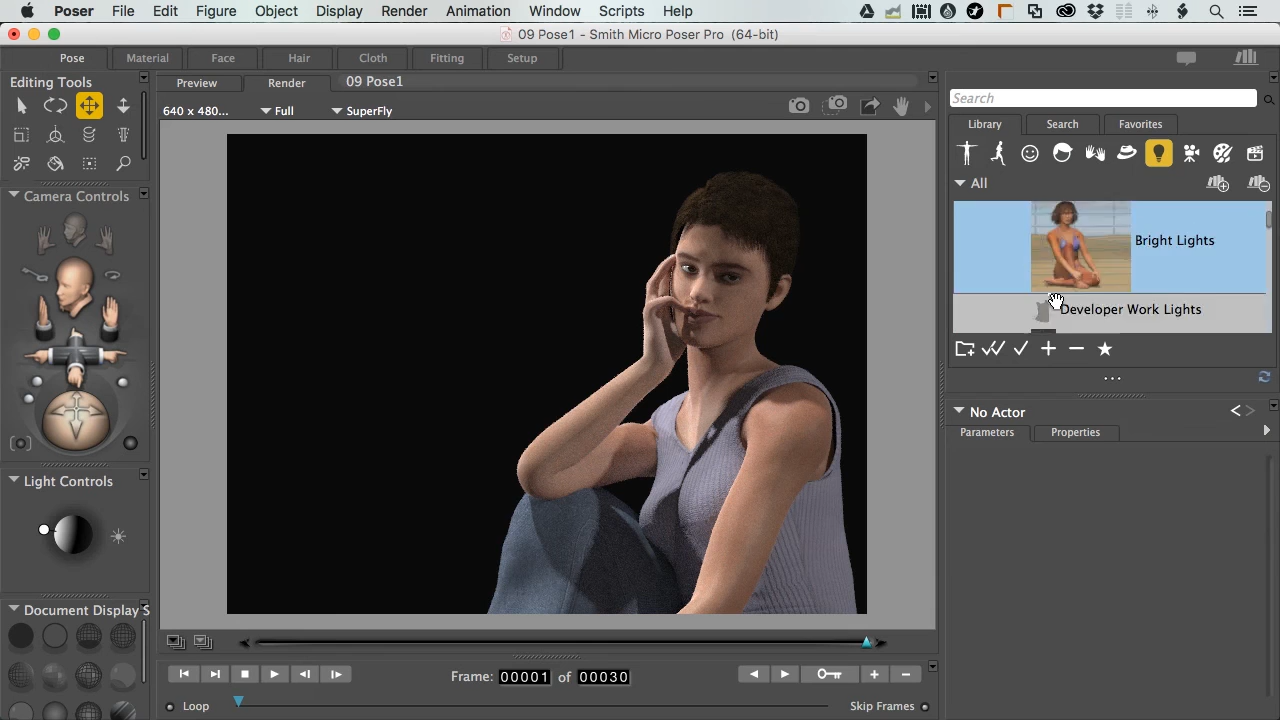 Poser File Edit Figure Object Display Render Animation Window Scripts Help
09 Pose1 - Smith Micro Poser Pro (64-bit)
Pose Material Face Hair Cloth Fitting Setup
Editing Tools
Preview Render 09 Pose1
640 x 480... Full SuperFly
Search
Library Search Favorites
All
Bright Lights
Developer Work Lights
Camera Controls
No Actor
Parameters Properties
Light Controls
Document Display S
Frame: 00001 of 00030
Loop
Skip Frames